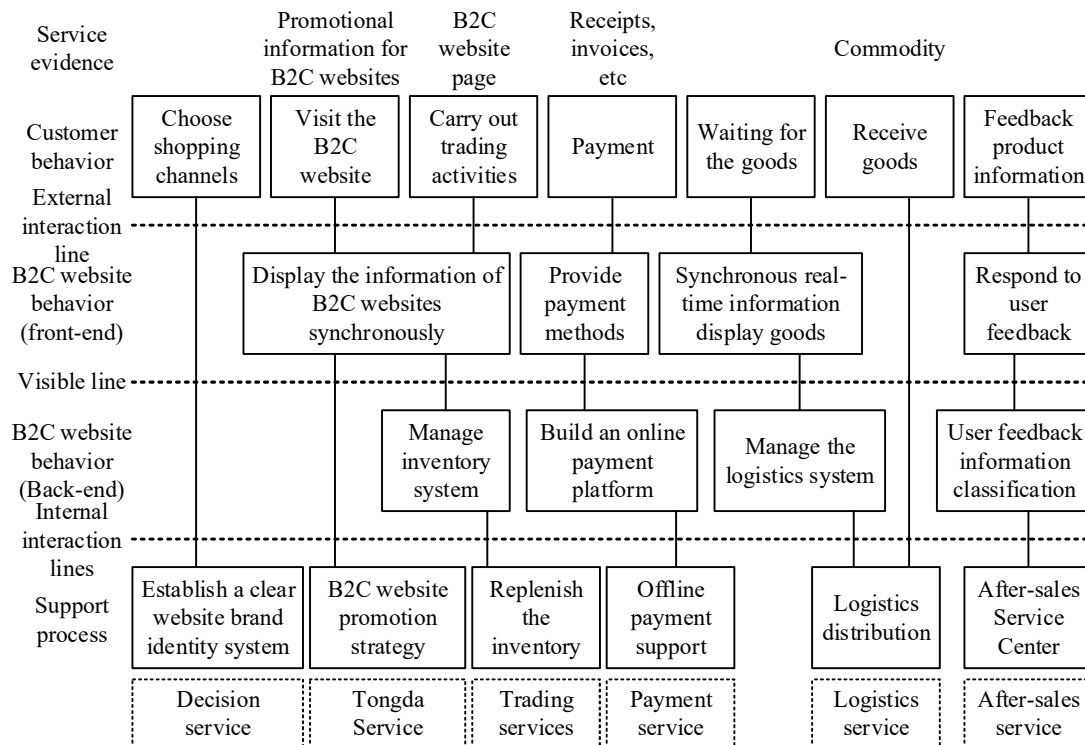 Service
evidence
Promotional
information for
B2C websites
B2C
website
page
Receipts,
invoices,
etc
Commodity
Customer
behavior
Choose
shopping
channels
Visit the
B2C
website
Carry out
trading
activities
Payment
Waiting for
the goods
Receive
goods
Feedback
product
information
External
interaction
line
B2C website
behavior
(front-end)
Display the information of
B2C websites
synchronously
Provide
payment
methods
Synchronous real-
time information
display goods
Respond to
user
feedback
Visible line
B2C website
behavior
(Back-end)
Manage
inventory
system
Build an online
payment
platform
Manage the
logistics system
User feedback
information
classification
Internal
interaction
lines
Support
process
Establish a clear
website brand
identity system
B2C website
promotion
strategy
Replenish
the
inventory
Offline
payment
support
Logistics
distribution
After-sales
Service
Center
Decision
service
Tongda
Service
Trading
services
Payment
service
Logistics
service
After-sales
service